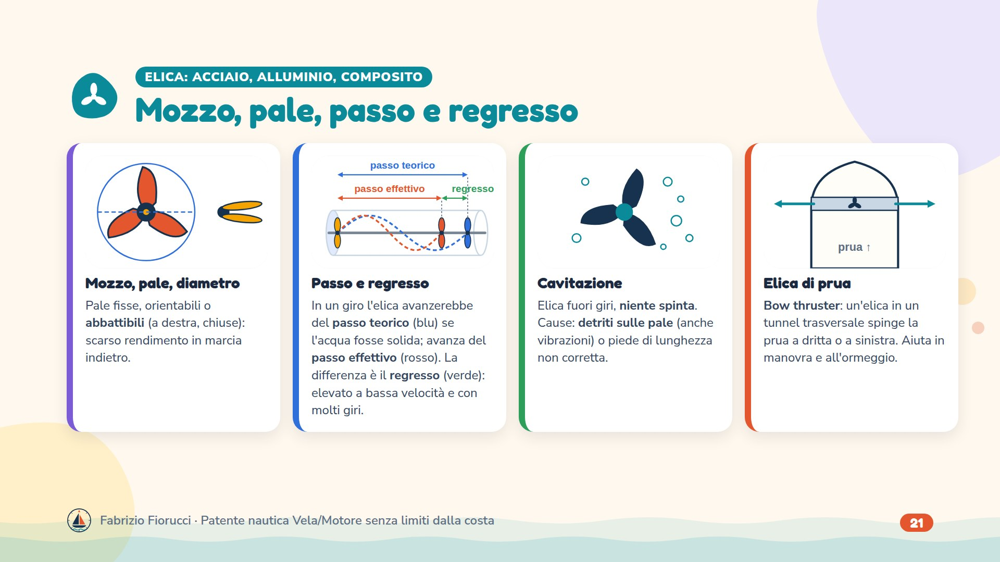 ELICA: ACCIAIO, ALLUMINIO, COMPOSITO
Mozzo, pale, passo e regresso
Mozzo, pale, diametro
Pale fisse, orientabili o
abbattibili (a destra, chiuse):
scarso rendimento in marcia
indietro.
passo teorico
passo effettivo
regresso
Passo e regresso
In un giro l'elica avanzerebbe
del passo teorico (blu) se
l'acqua fosse solida; avanza del
passo effettivo (rosso). La
differenza è il regresso (verde):
elevato a bassa velocità e con
molti giri.
Cavitazione
Elica fuori giri, niente spinta.
Cause: detriti sulle pale (anche
vibrazioni) o piede di lunghezza
non corretta.
prua ↑
Elica di prua
Bow thruster: un'elica in un
tunnel trasversale spinge la
prua a dritta o a sinistra. Aiuta in
manovra e all'ormeggio.
Fabrizio Fiorucci · Patente nautica Vela/Motore senza limiti dalla costa
21